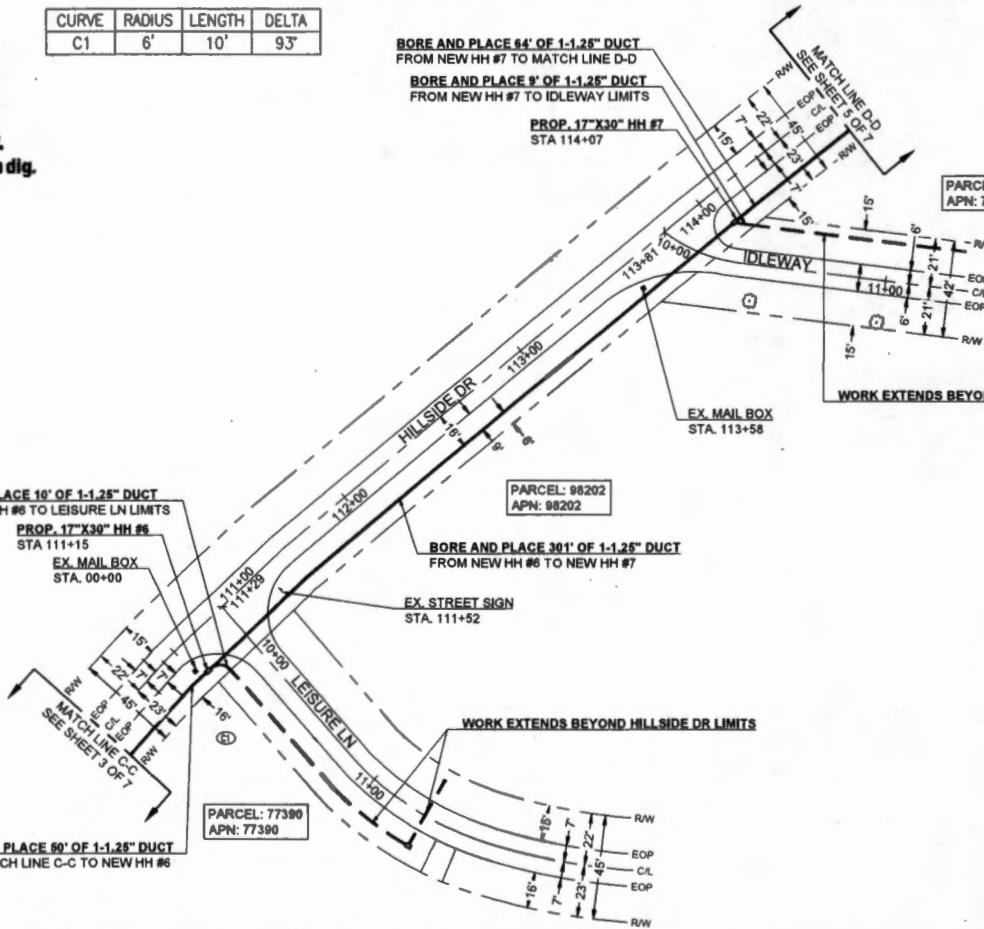 CURVE RADIUS LENGTH DELTA
C1 6' 10' 93°
dig.
BORE AND PLACE 64' OF 1-1.25" DUCT
FROM NEW HH #7 TO MATCH LINE D-D
BORE AND PLACE 9' OF 1-1.25" DUCT
FROM NEW HH #7 TO IDLEWAY LIMITS
PROP. 17"X30" HH #7
STA 114+07
MATCH LINE D-D
SEE SHEET 5 OF 7
R/W
EOP
C/L
EOP
R/W
15'
7'
22'
45'
23'
7'
15'
PARCEL
APN: 7
114+00
10+00
113+81
IDLEWAY
11+00
15'
6'
21'
42'
6'
21'
15'
R/W
EOP
C/L
EOP
R/W
WORK EXTENDS BEYO
113+00
HILLSIDE DR
EX. MAIL BOX
STA. 113+58
16'
9'
6'
112+00
PARCEL: 98202
APN: 98202
BORE AND PLACE 301' OF 1-1.25" DUCT
FROM NEW HH #6 TO NEW HH #7
LACE 10' OF 1-1.25" DUCT
H #6 TO LEISURE LN LIMITS
PROP. 17"X30" HH #6
STA 111+15
EX. MAIL BOX
STA. 00+00
111+00
111+29
EX. STREET SIGN
STA. 111+52
10+00
LEISURE LN
11+00
15'
22'
7'
7'
45'
23'
16'
R/W
EOP
C/L
EOP
R/W
MATCH LINE C-C
SEE SHEET 3 OF 7
E1
WORK EXTENDS BEYOND HILLSIDE DR LIMITS
PARCEL: 77390
APN: 77390
PLACE 50' OF 1-1.25" DUCT
CH LINE C-C TO NEW HH #6
15'
7'
22'
45'
16'
7'
23'
R/W
EOP
C/L
EOP
R/W